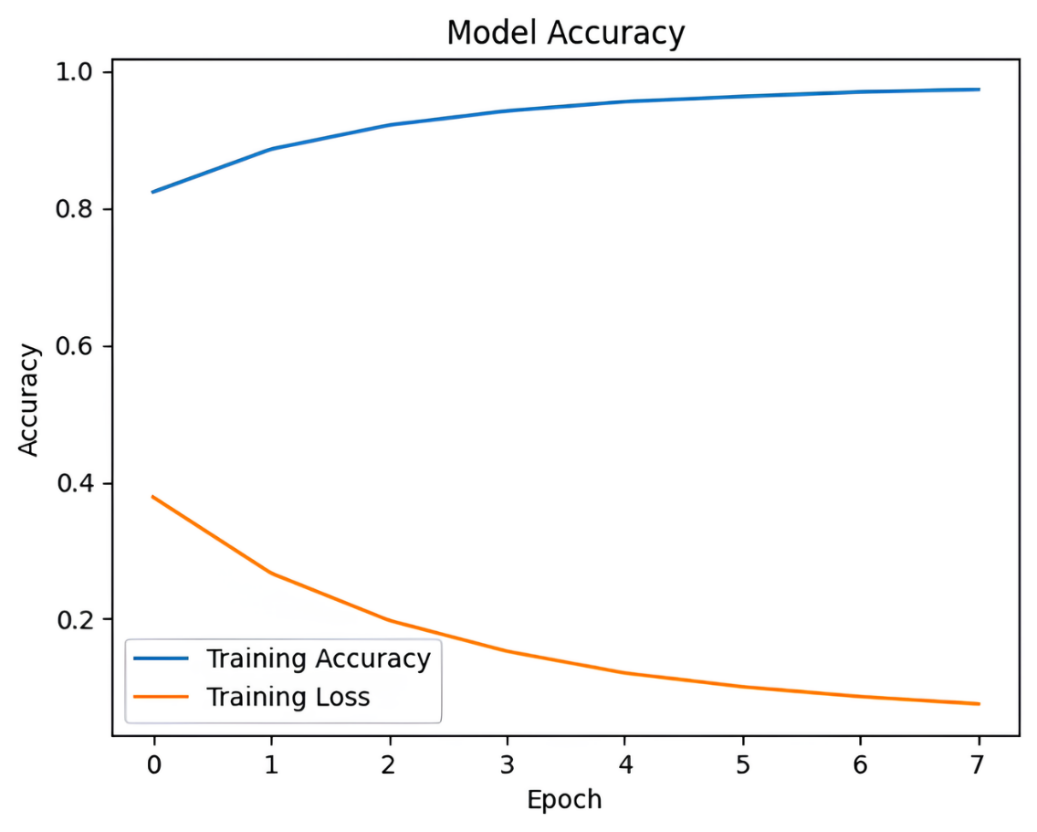 Model Accuracy
1.0
0.8
0.6
0.4
0.2
Accuracy
Training Accuracy
Training Loss
0 1 2 3 4 5 6 7
Epoch